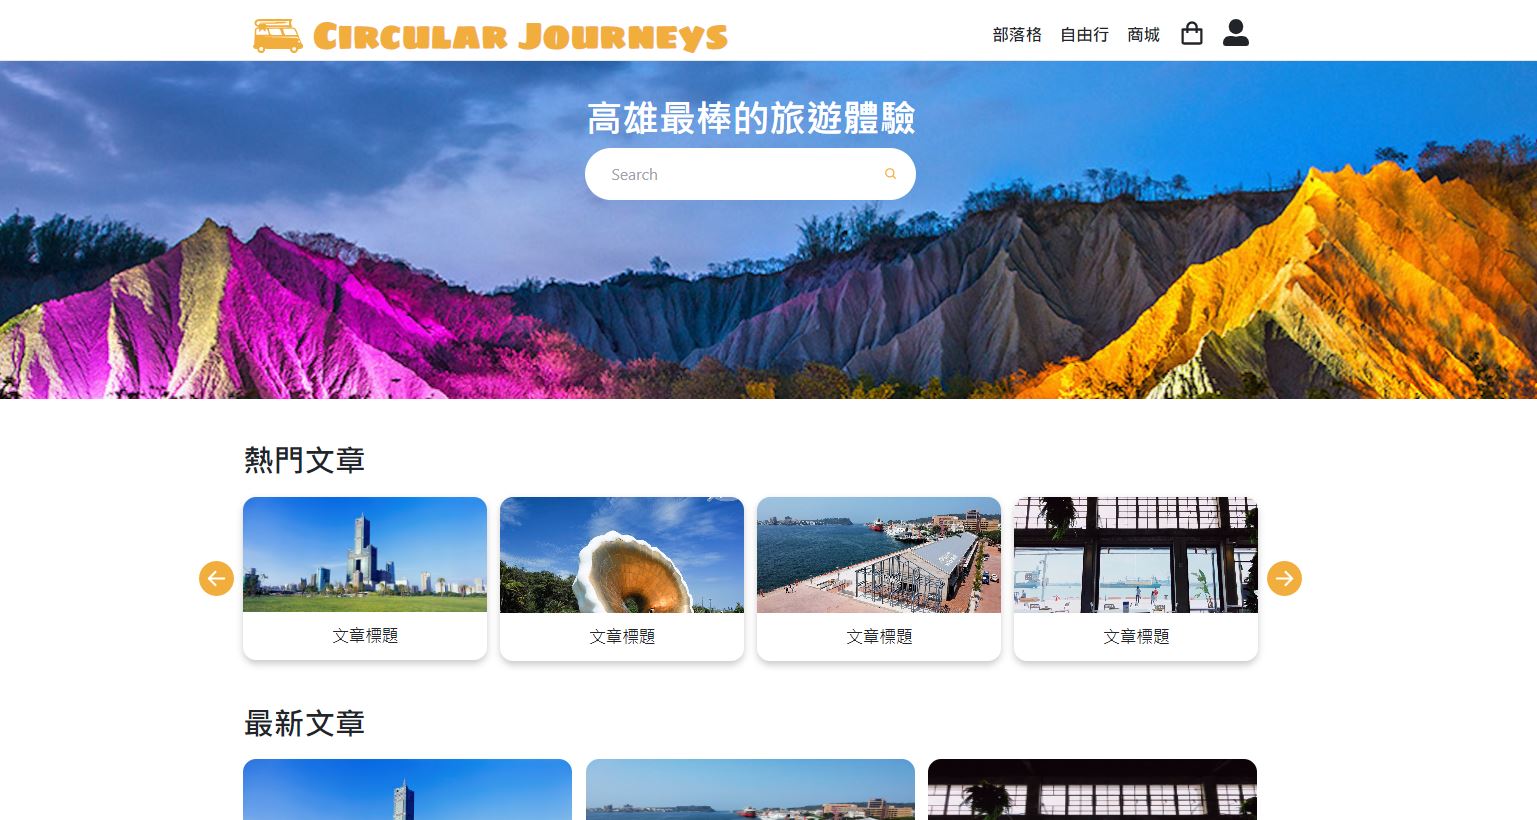 Circular Journeys
部落格 自由行 商城
高雄最棒的旅遊體驗
Search
熱門文章
文章標題 文章標題 文章標題 文章標題
最新文章